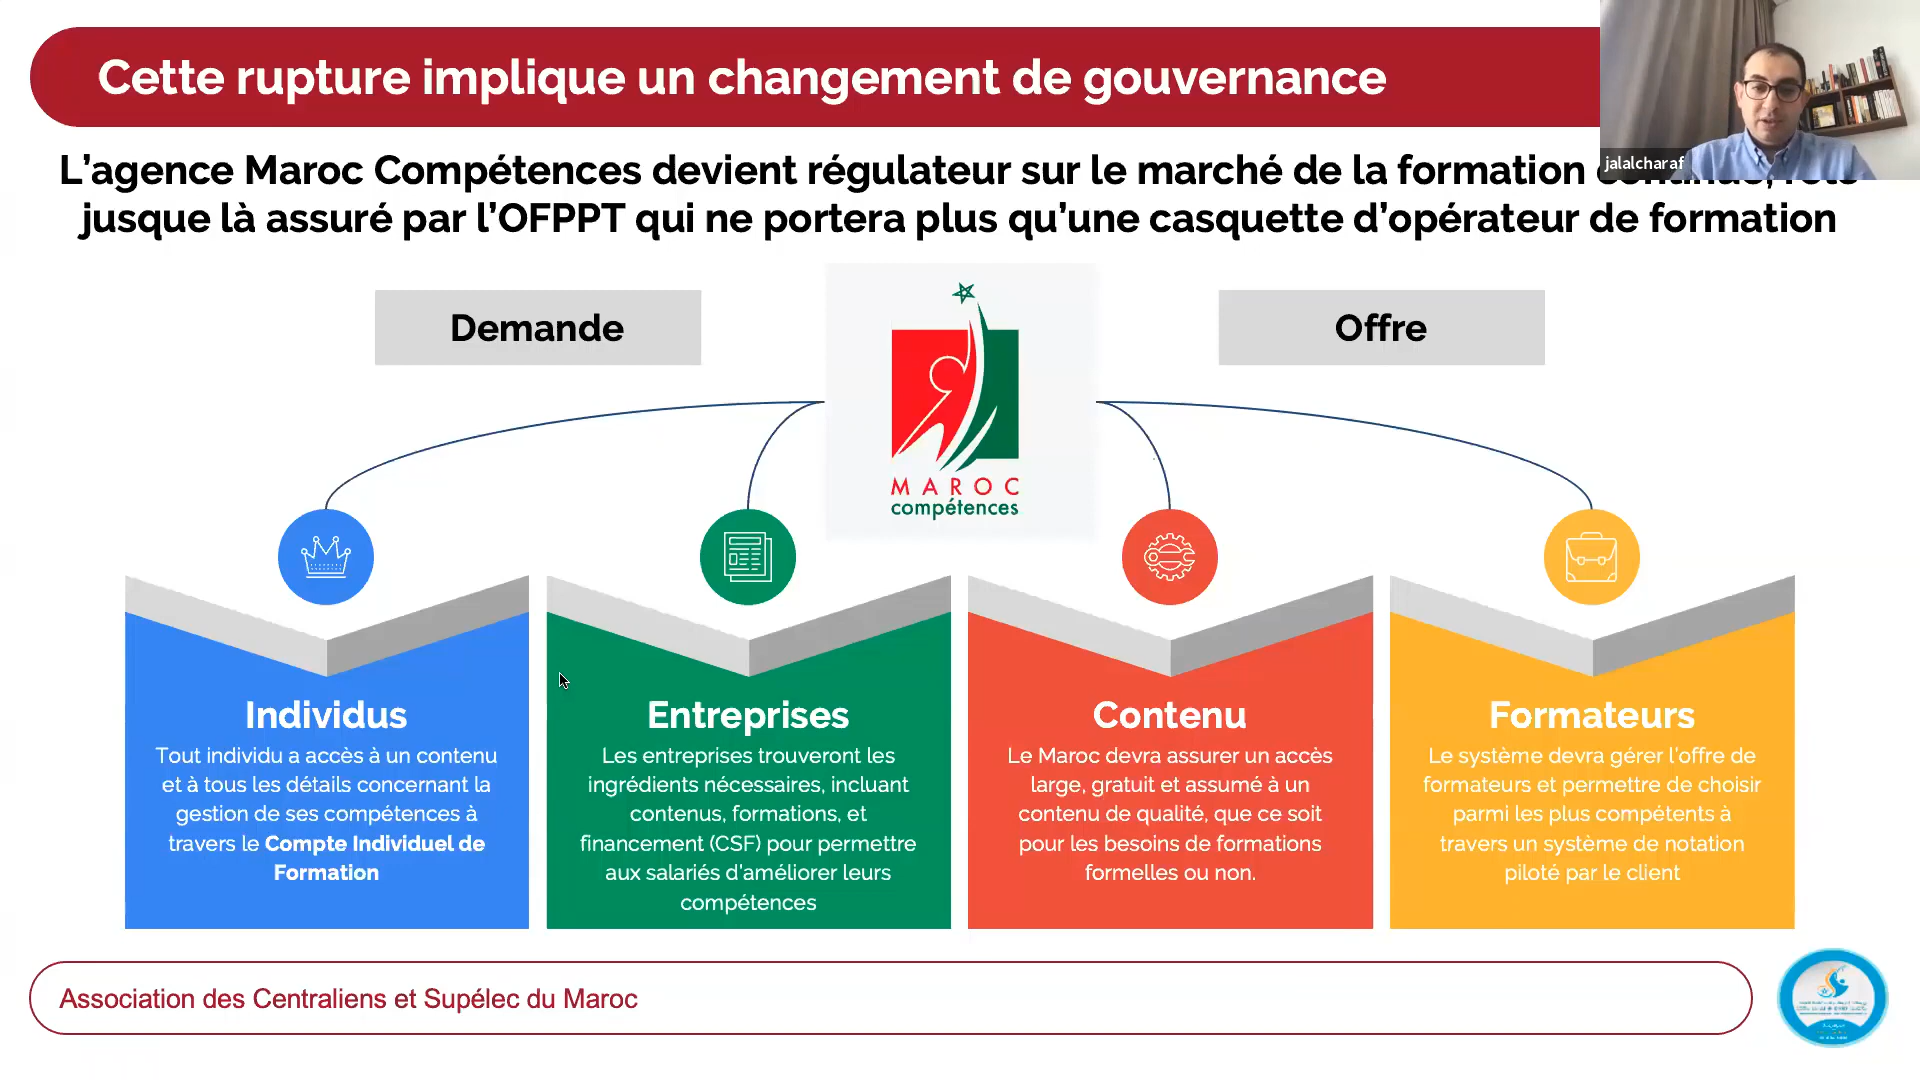 Cette rupture implique un changement de gouvernance
jalalcharaf
L'agence Maroc Compétences devient régulateur sur le marché de la formation
jusque là assuré par l'OFPPT qui ne portera plus qu'une casquette d'opérateur de formation
Demande
Offre
MAROC
compétences
Individus
Tout individu a accès à un contenu
et à tous les détails concernant la
gestion de ses compétences à
travers le Compte Individuel de
Formation
Entreprises
Les entreprises trouveront les
ingrédients nécessaires, incluant
contenus, formations, et
financement (CSF) pour permettre
aux salariés d'améliorer leurs
compétences
Contenu
Le Maroc devra assurer un accès
large, gratuit et assumé à un
contenu de qualité, que ce soit
pour les besoins de formations
formelles ou non.
Formateurs
Le système devra gérer l'offre de
formateurs et permettre de choisir
parmi les plus compétents à
travers un système de notation
piloté par le client
Association des Centraliens et Supélec du Maroc